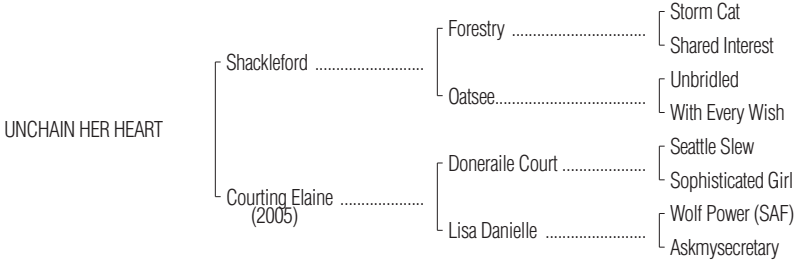 Storm Cat
Forestry ..............................
Shared Interest
Shackleford ........................
Unbridled
Oatsee..................................
With Every Wish
UNCHAIN HER HEART
Seattle Slew
Doneraile Court ...................
Sophisticated Girl
Courting Elaine ...................
(2005)
Wolf Power (SAF)
Lisa Danielle .......................
Askmysecretary